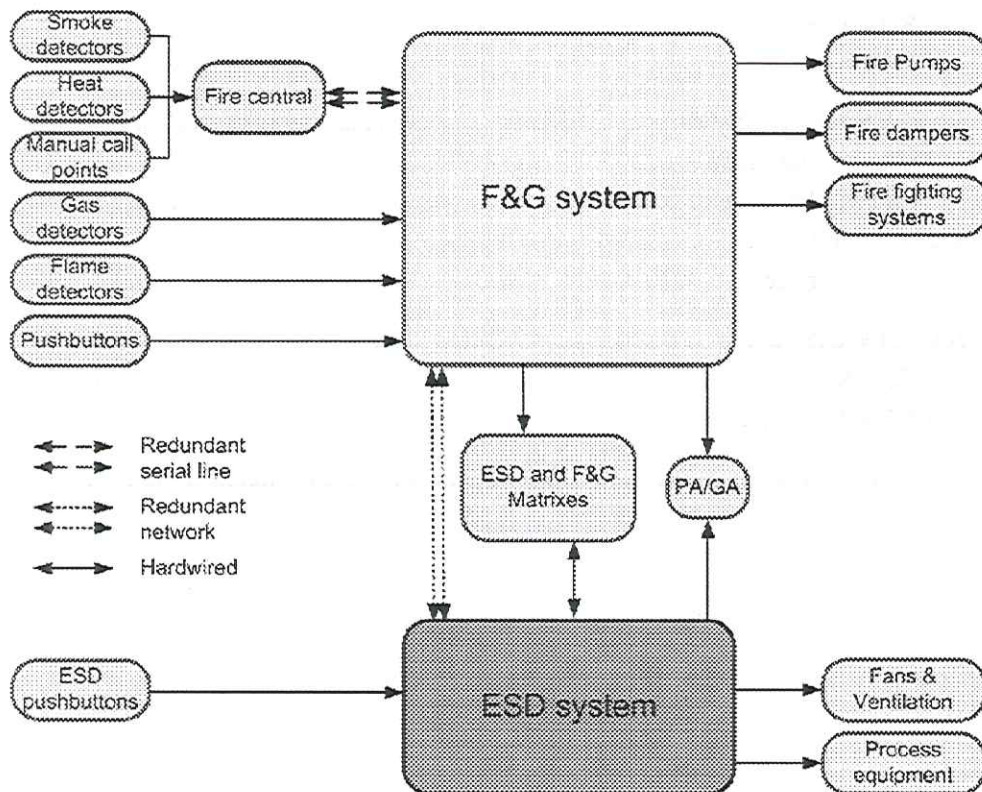 Smoke
detectors
Heat
detectors
Manual call
points
Gas
detectors
Flame
detectors
Pushbuttons
Fire central
F&G system
Fire Pumps
Fire dampers
Fire fighting
systems
Redundant
serial line
Redundant
network
Hardwired
ESD and F&G
Matrixes
PA/GA
ESD
pushbuttons
ESD system
Fans &
Ventilation
Process
equipment